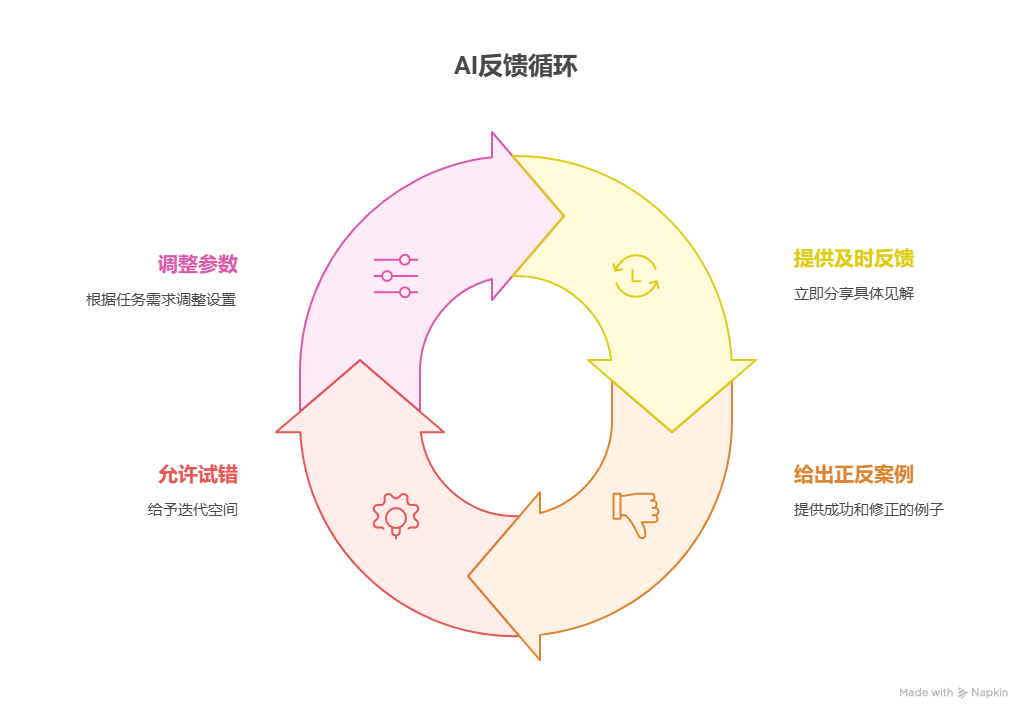 AI反馈循环
调整参数
根据任务需求调整设置
提供及时反馈
立即分享具体见解
允许试错
给予迭代空间
给出正反案例
提供成功和修正的例子
Made with Napkin